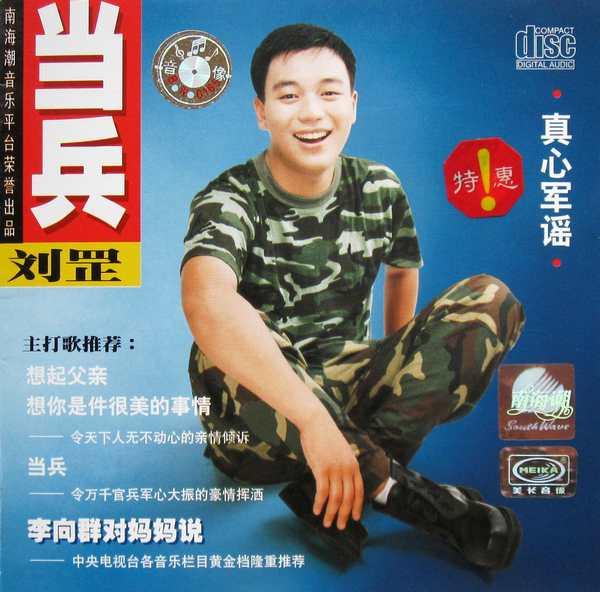 南海潮音乐平台荣誉出品
当兵
刘罡
音 像
COMPACT
disc
DIGITAL AUDIO
·真心军谣·
特!惠
主打歌推荐：
想起父亲
想你是件很美的事情
—— 令天下人无不动心的亲情倾诉
当兵
—— 令万千官兵军心大振的豪情挥洒
李向群对妈妈说
—— 中央电视台各音乐栏目黄金档隆重推荐
南海潮
South Wave
MEIKA
美长音像